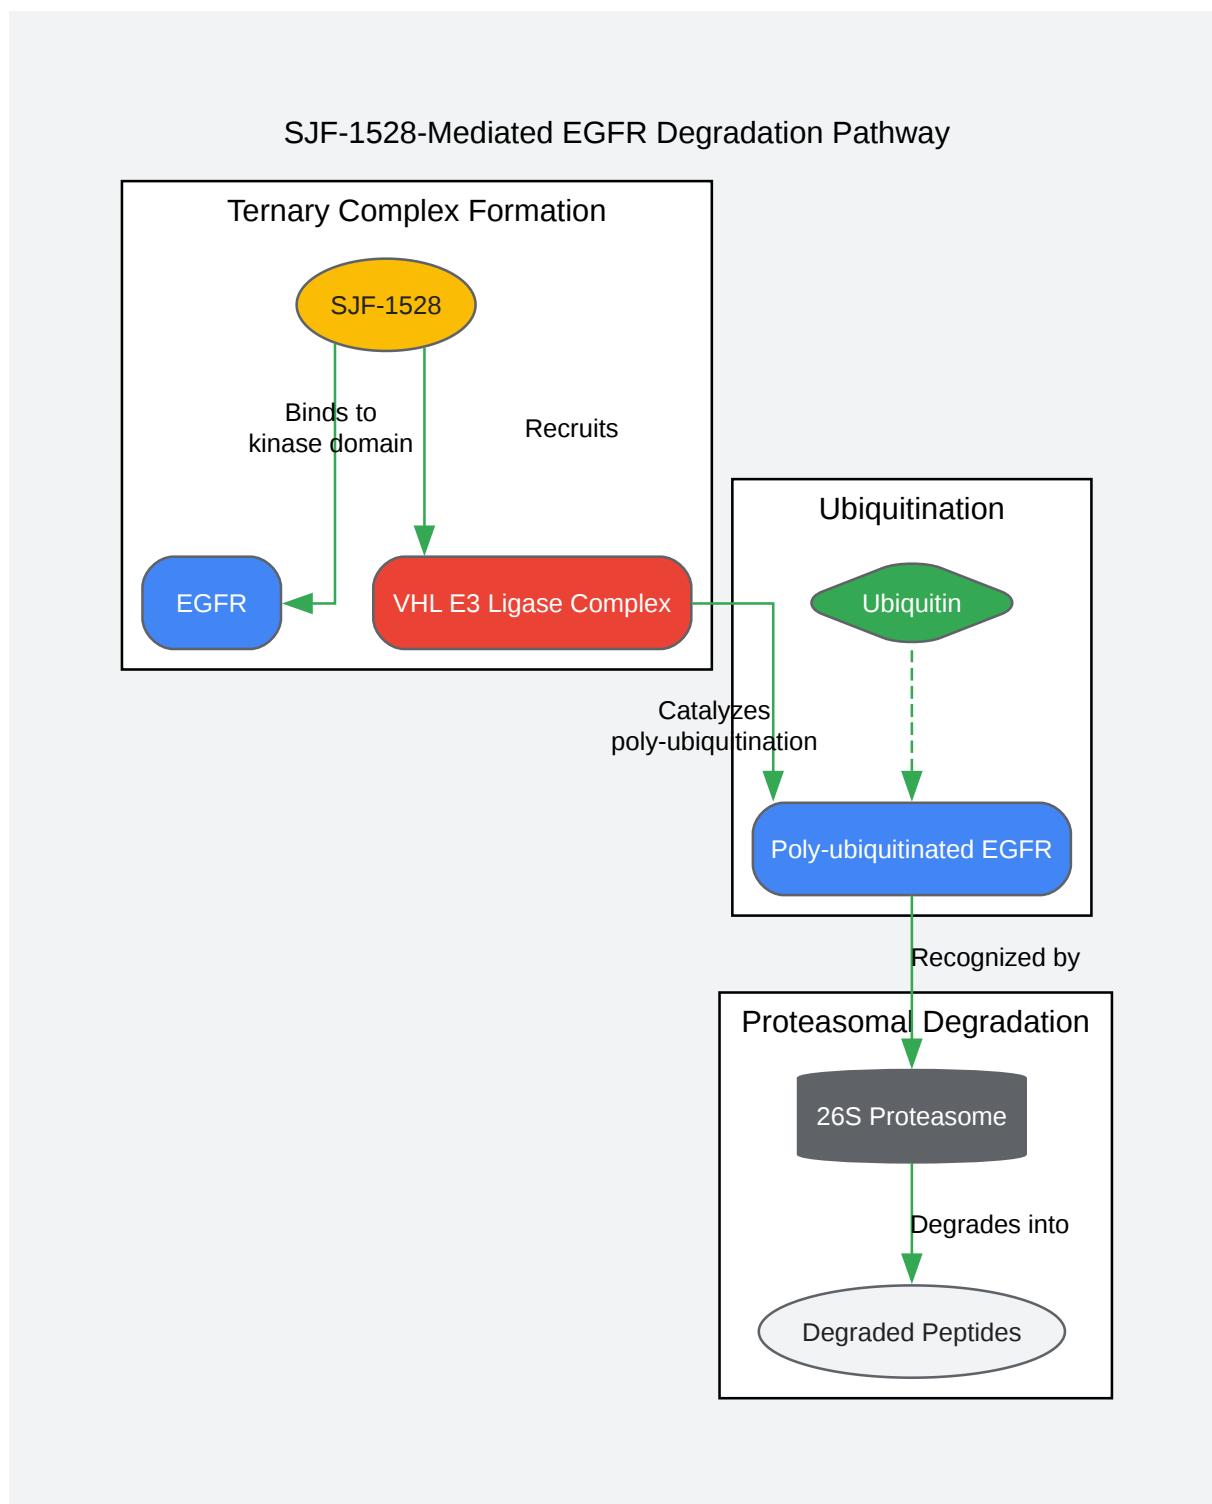 SJF-1528-Mediated EGFR Degradation Pathway
Ternary Complex Formation
SJF-1528
Binds to
kinase domain
Recruits
EGFR
VHL E3 Ligase Complex
Ubiquitination
Ubiquitin
Catalyzes
poly-ubiquitination
Poly-ubiquitinated EGFR
Recognized by
Proteasomal Degradation
26S Proteasome
Degrades into
Degraded Peptides